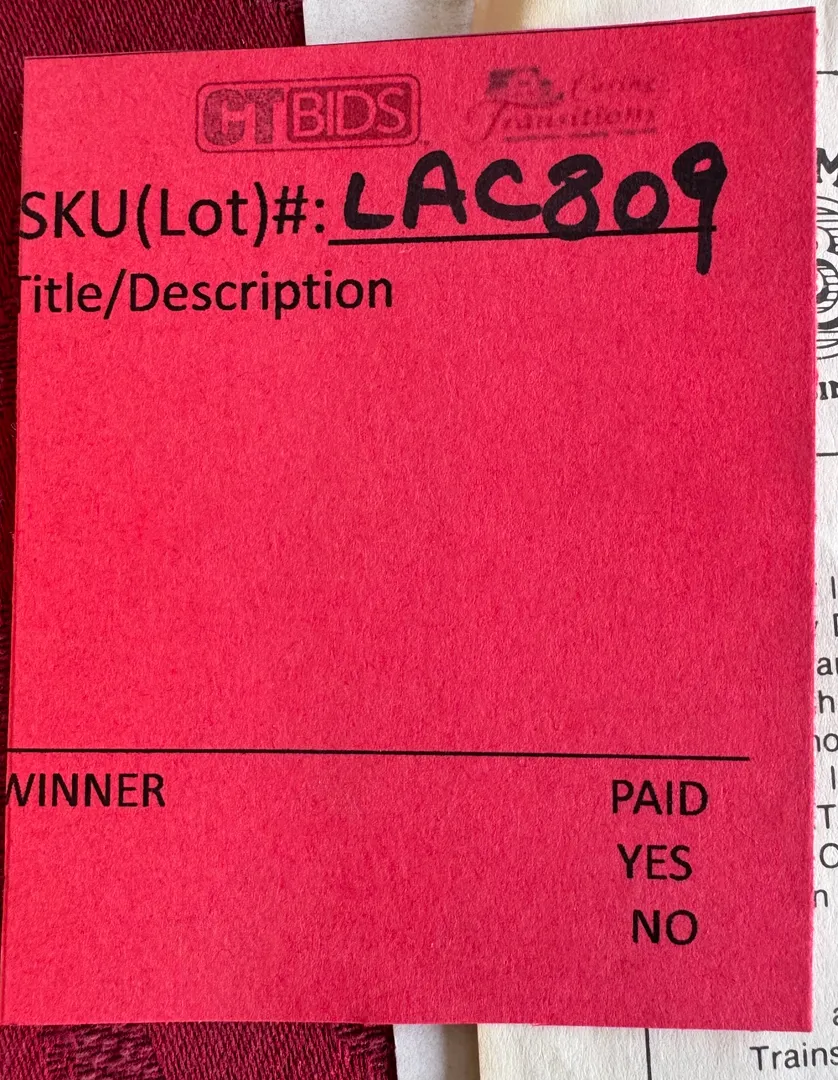 CTBIDS
Caring
Transitions
SKU(Lot)#: LAC809
Title/Description
WINNER
PAID
YES
NO
Trains